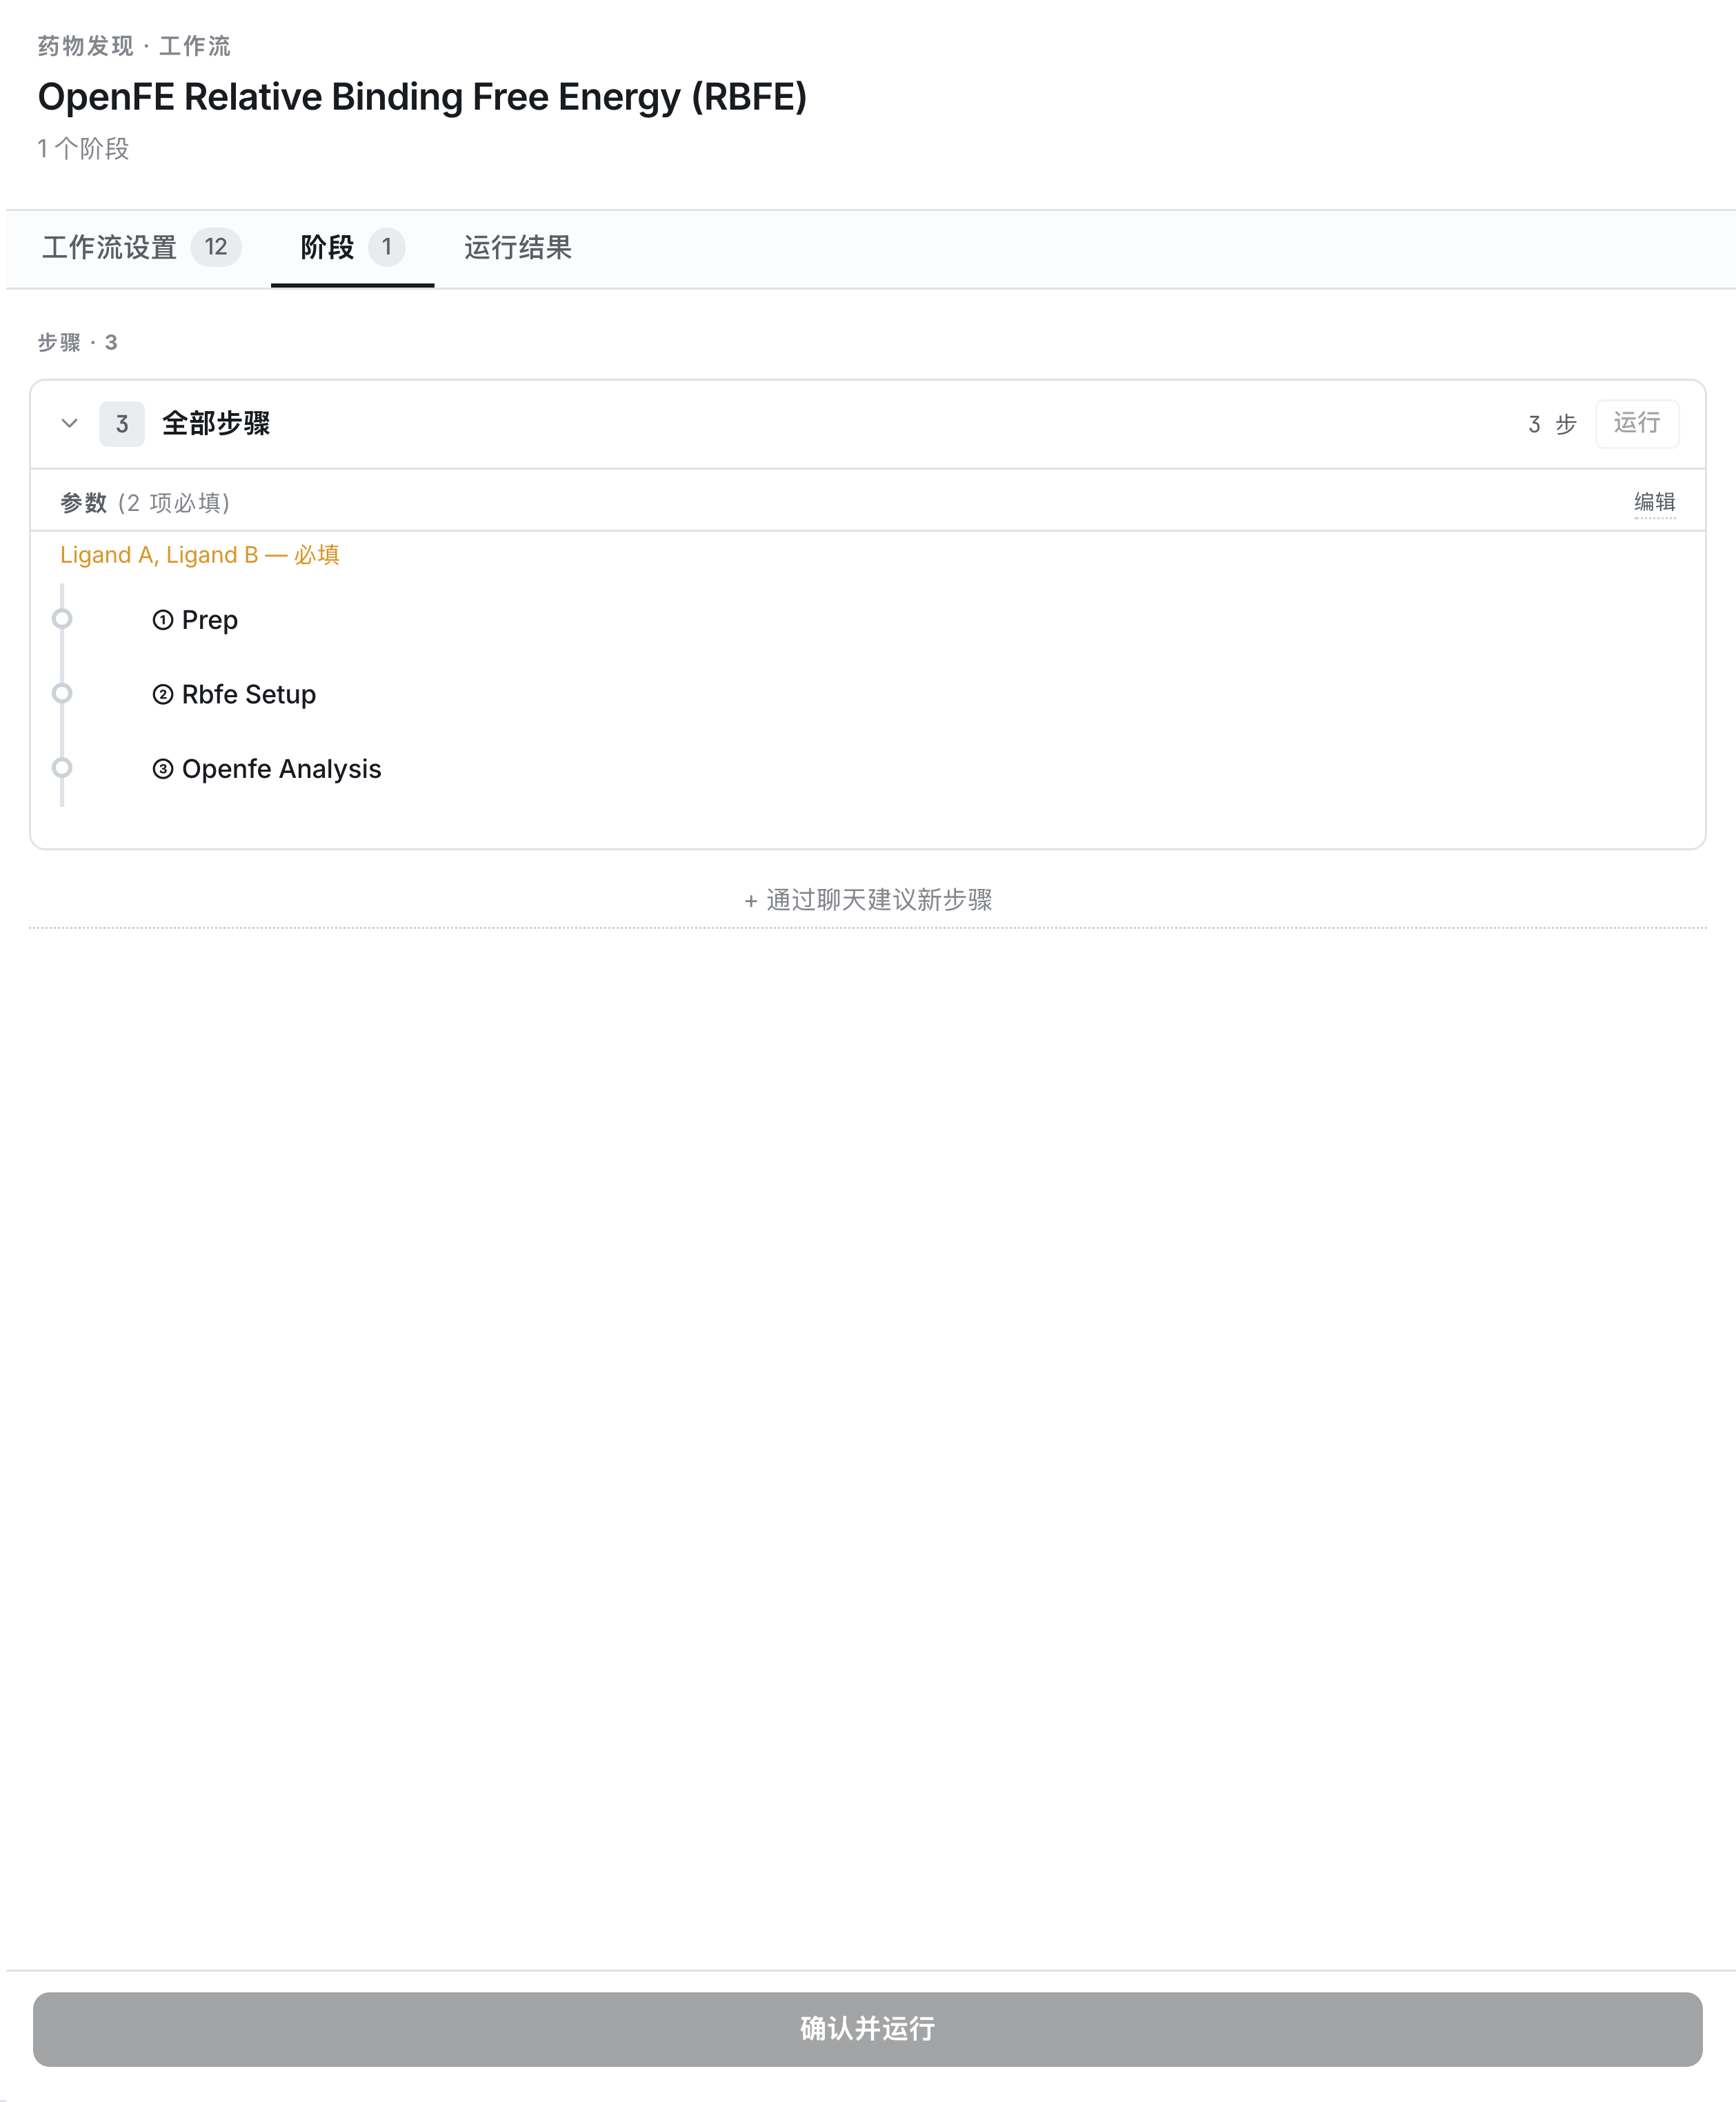 药物发现 · 工作流
OpenFE Relative Binding Free Energy (RBFE)
1 个阶段
工作流设置 12 阶段 1 运行结果
步骤 · 3
3 全部步骤 3 步 运行
参数 (2 项必填) 编辑
Ligand A, Ligand B — 必填
① Prep
② Rbfe Setup
③ Openfe Analysis
+ 通过聊天建议新步骤
确认并运行